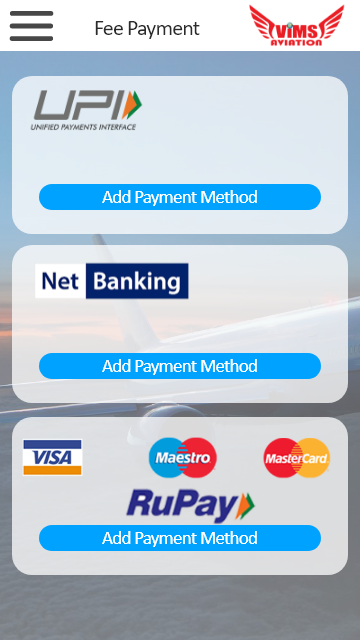 Fee Payment
ViMS
AVIATION
UPI
UNIFIED PAYMENTS INTERFACE
Add Payment Method
Net Banking
Add Payment Method
VISA Maestro MasterCard
RuPay
Add Payment Method